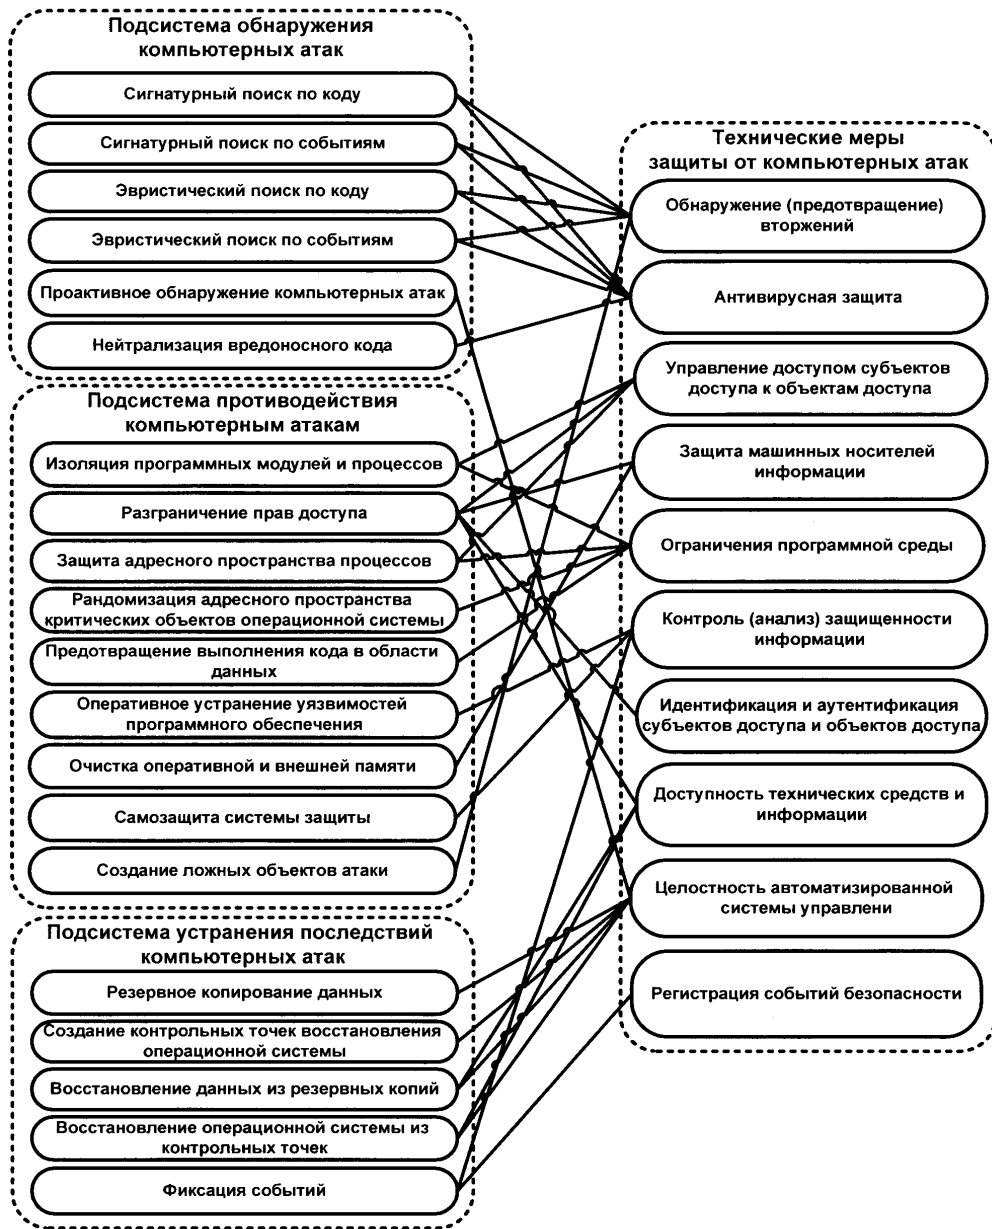 Подсистема обнаружения
компьютерных атак
Сигнатурный поиск по коду
Сигнатурный поиск по событиям
Эвристический поиск по коду
Эвристический поиск по событиям
Проактивное обнаружение компьютерных атак
Нейтрализация вредоносного кода
Подсистема противодействия
компьютерным атакам
Изоляция программных модулей и процессов
Разграничение прав доступа
Защита адресного пространства процессов
Рандомизация адресного пространства
критических объектов операционной системы
Предотвращение выполнения кода в области
данных
Оперативное устранение уязвимостей
программного обеспечения
Очистка оперативной и внешней памяти
Самозащита системы защиты
Создание ложных объектов атаки
Подсистема устранения последствий
компьютерных атак
Резервное копирование данных
Создание контрольных точек восстановления
операционной системы
Восстановление данных из резервных копий
Восстановление операционной системы из
контрольных точек
Фиксация событий
Технические меры
защиты от компьютерных атак
Обнаружение (предотвращение)
вторжений
Антивирусная защита
Управление доступом субъектов
доступа к объектам доступа
Защита машинных носителей
информации
Ограничения программной среды
Контроль (анализ) защищенности
информации
Идентификация и аутентификация
субъектов доступа и объектов доступа
Доступность технических средств и
информации
Целостность автоматизированной
системы управлени
Регистрация событий безопасности